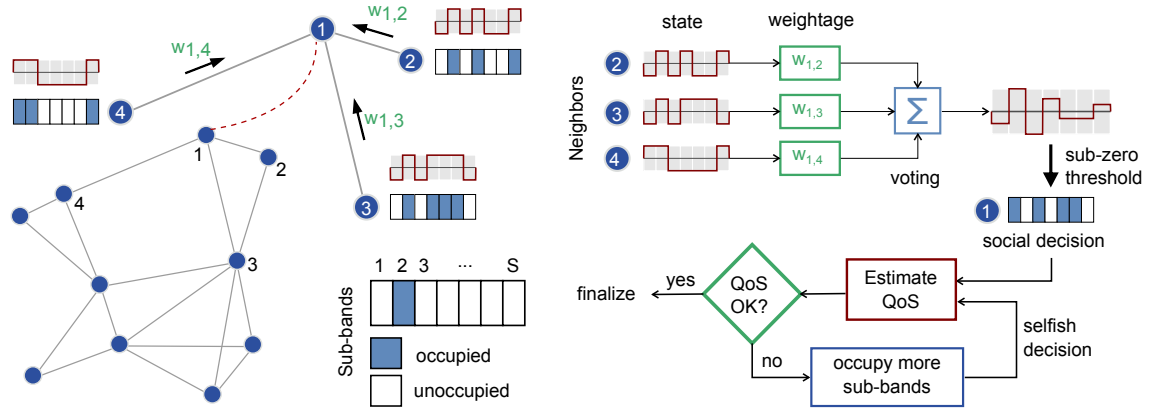 1
w1,2
w1,4
2
4
w1,3
3
1
2
4
3
1 2 3 ... S
Sub-bands
occupied
unoccupied
state
weightage
Neighbors
2
w1,2
3
w1,3
Σ
4
w1,4
voting
sub-zero
threshold
1
social decision
finalize
yes
QoS
OK?
Estimate
QoS
no
occupy more
sub-bands
selfish
decision